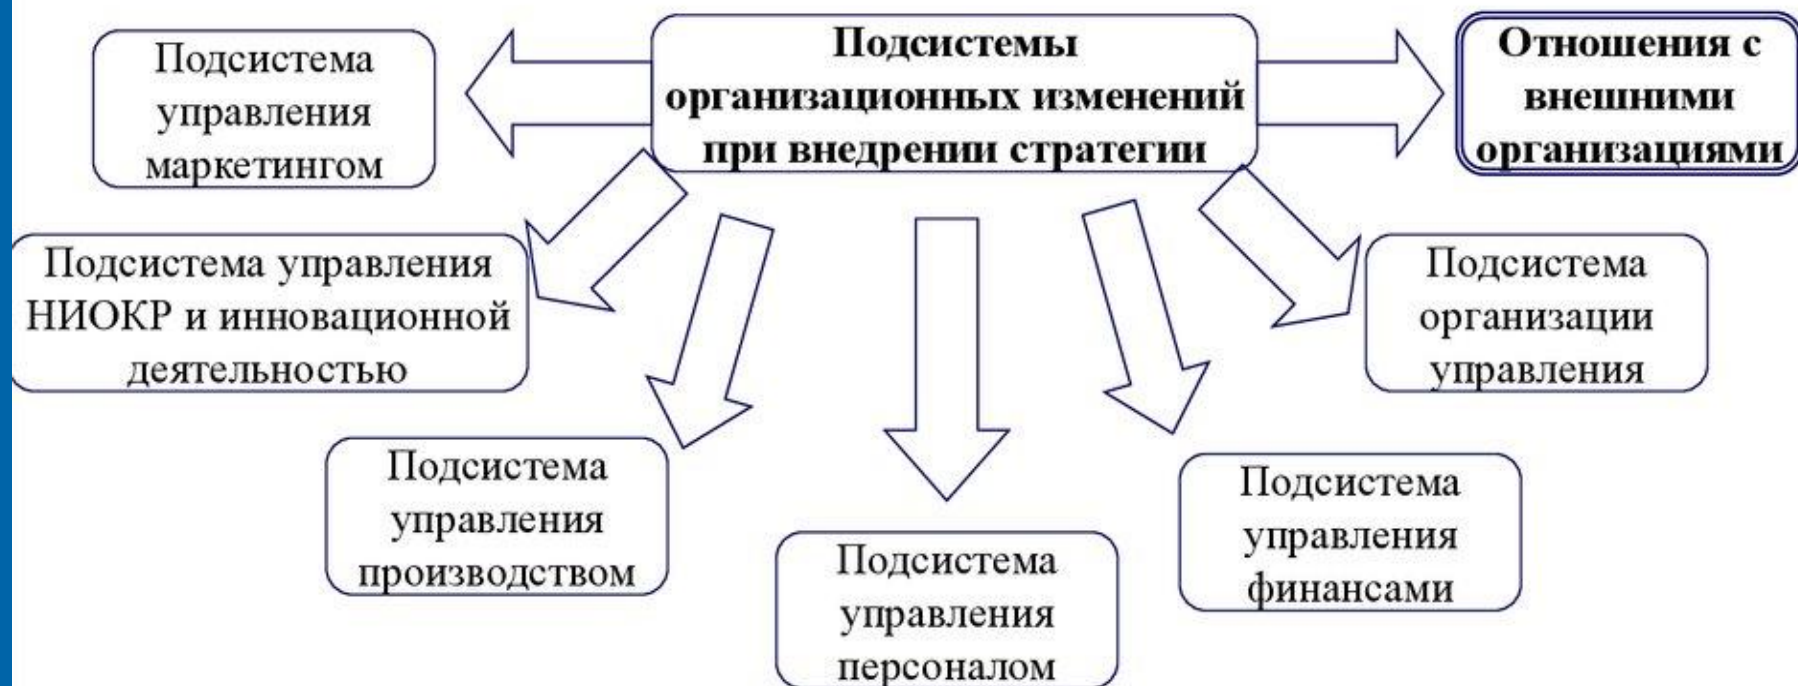 Подсистема
управления
маркетингом
Подсистемы
организационных изменений
при внедрении стратегии
Отношения с
внешними
организациями
Подсистема управления
НИОКР и инновационной
деятельностью
Подсистема
организации
управления
Подсистема
управления
производством
Подсистема
управления
персоналом
Подсистема
управления
финансами